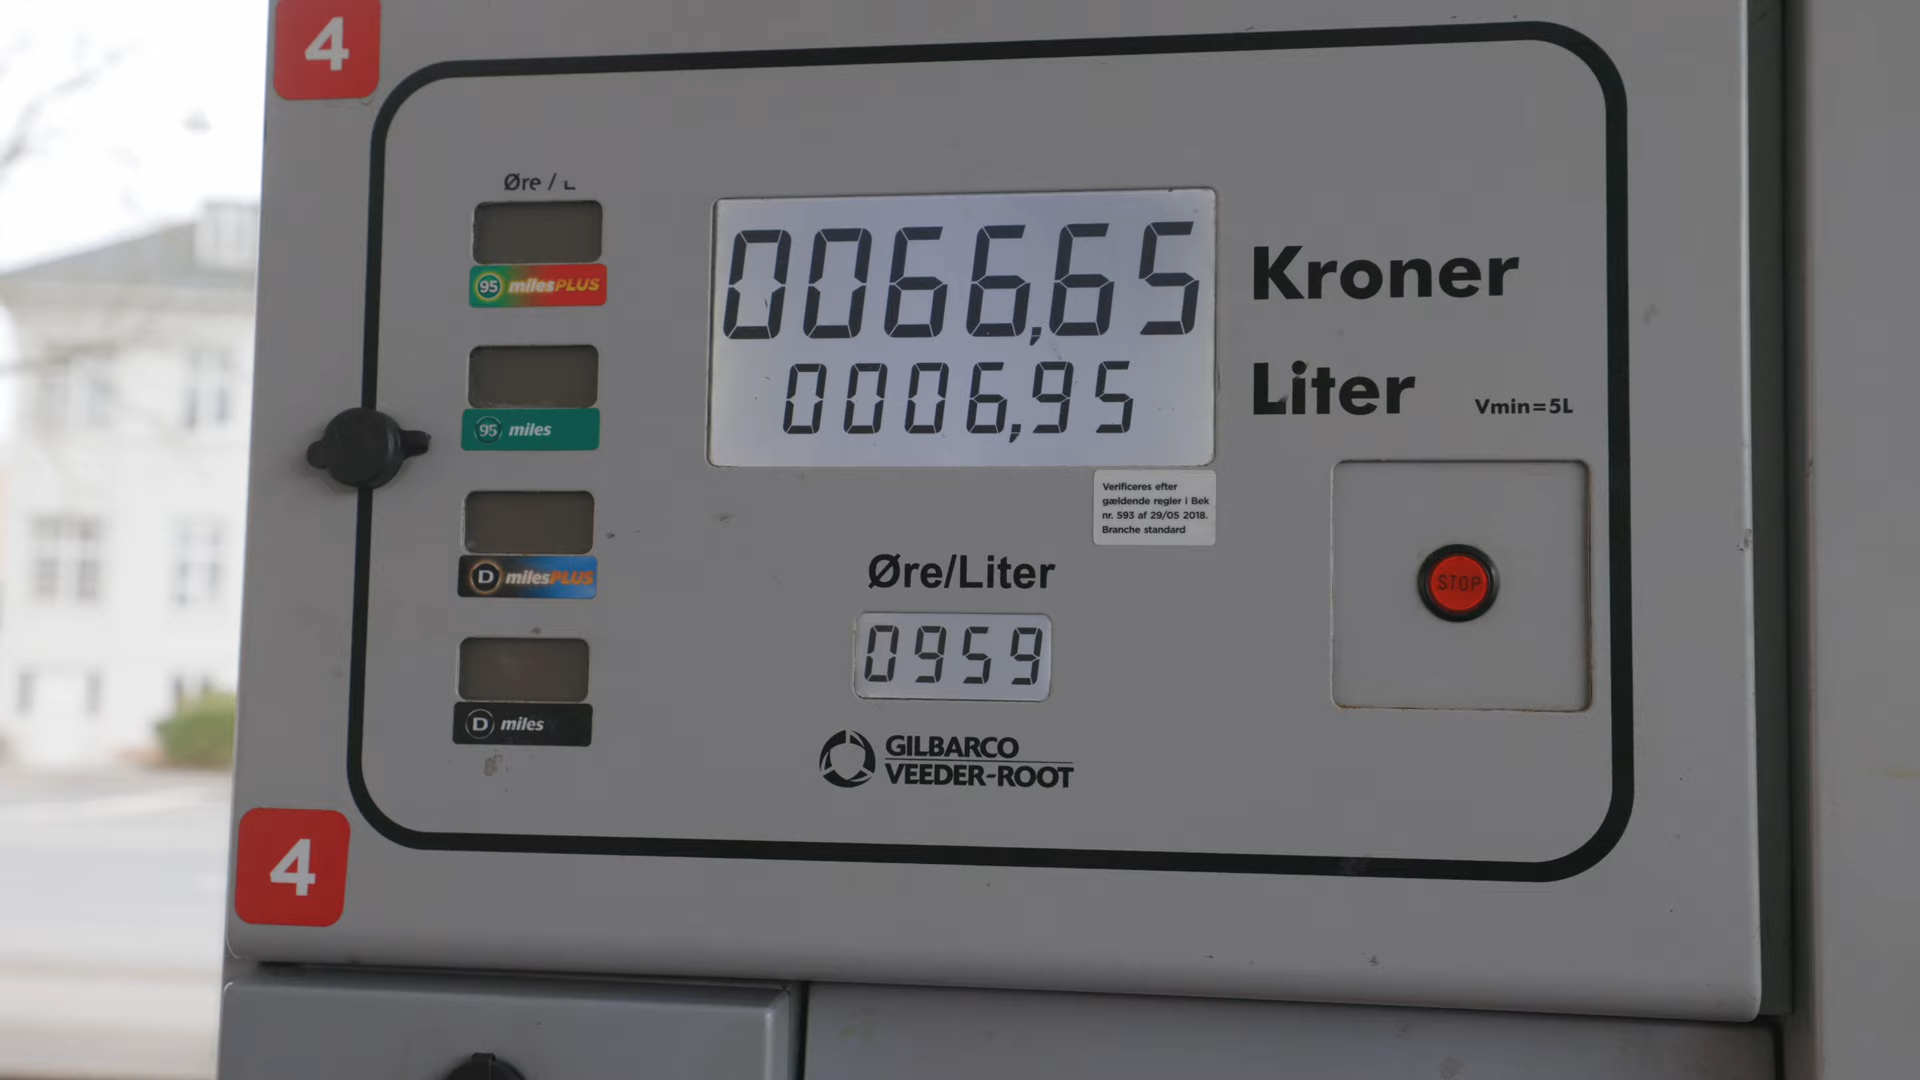 4
Øre / L
95 milesPLUS
95 miles
D milesPLUS
D miles
0066,65 Kroner
0006,95 Liter
Vmin=5L
Verificeres efter
gældende regler i Bek
nr. 593 af 29/05 2018.
Branche standard
Øre/Liter
0959
STOP
GILBARCO
VEEDER-ROOT
4